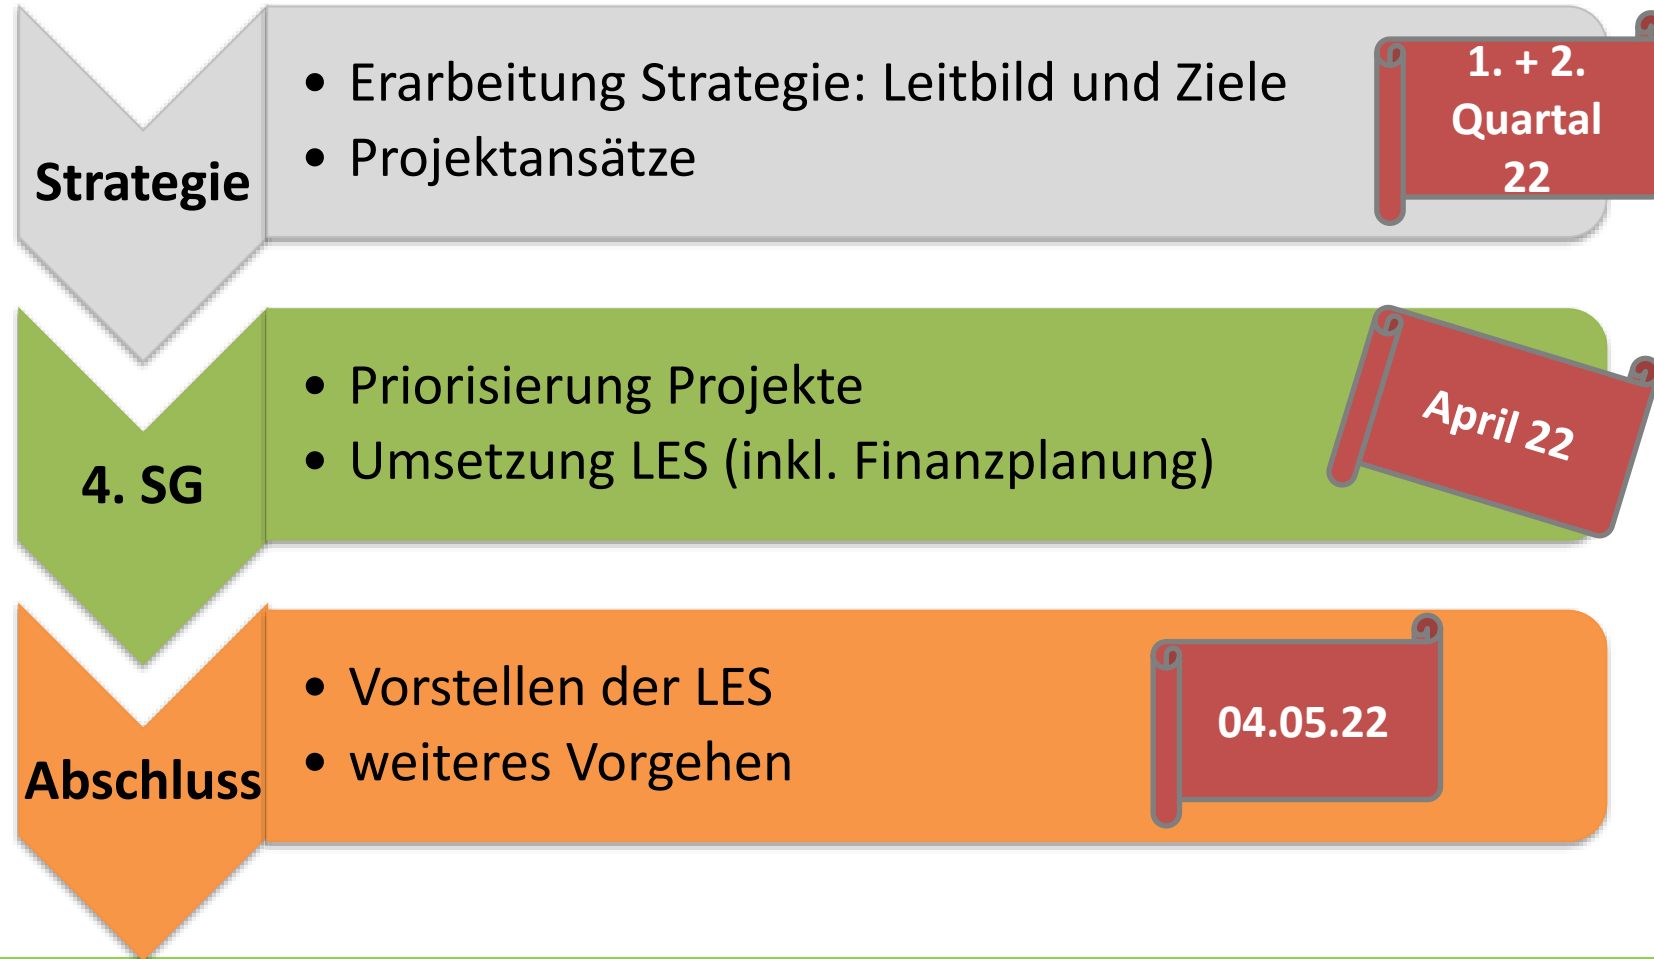 Strategie
• Erarbeitung Strategie: Leitbild und Ziele
• Projektansätze
1. + 2.
Quartal
22
4. SG
• Priorisierung Projekte
• Umsetzung LES (inkl. Finanzplanung)
April 22
Abschluss
• Vorstellen der LES
• weiteres Vorgehen
04.05.22